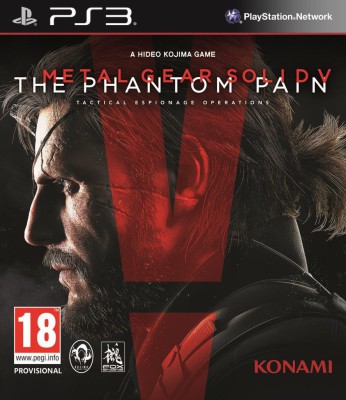 PS3
PlayStation®Network
A HIDEO KOJIMA GAME
METAL GEAR SOLID V
THE PHANTOM PAIN
TACTICAL ESPIONAGE OPERATIONS
18
www.pegi.info
PROVISIONAL
FOX
KONAMI